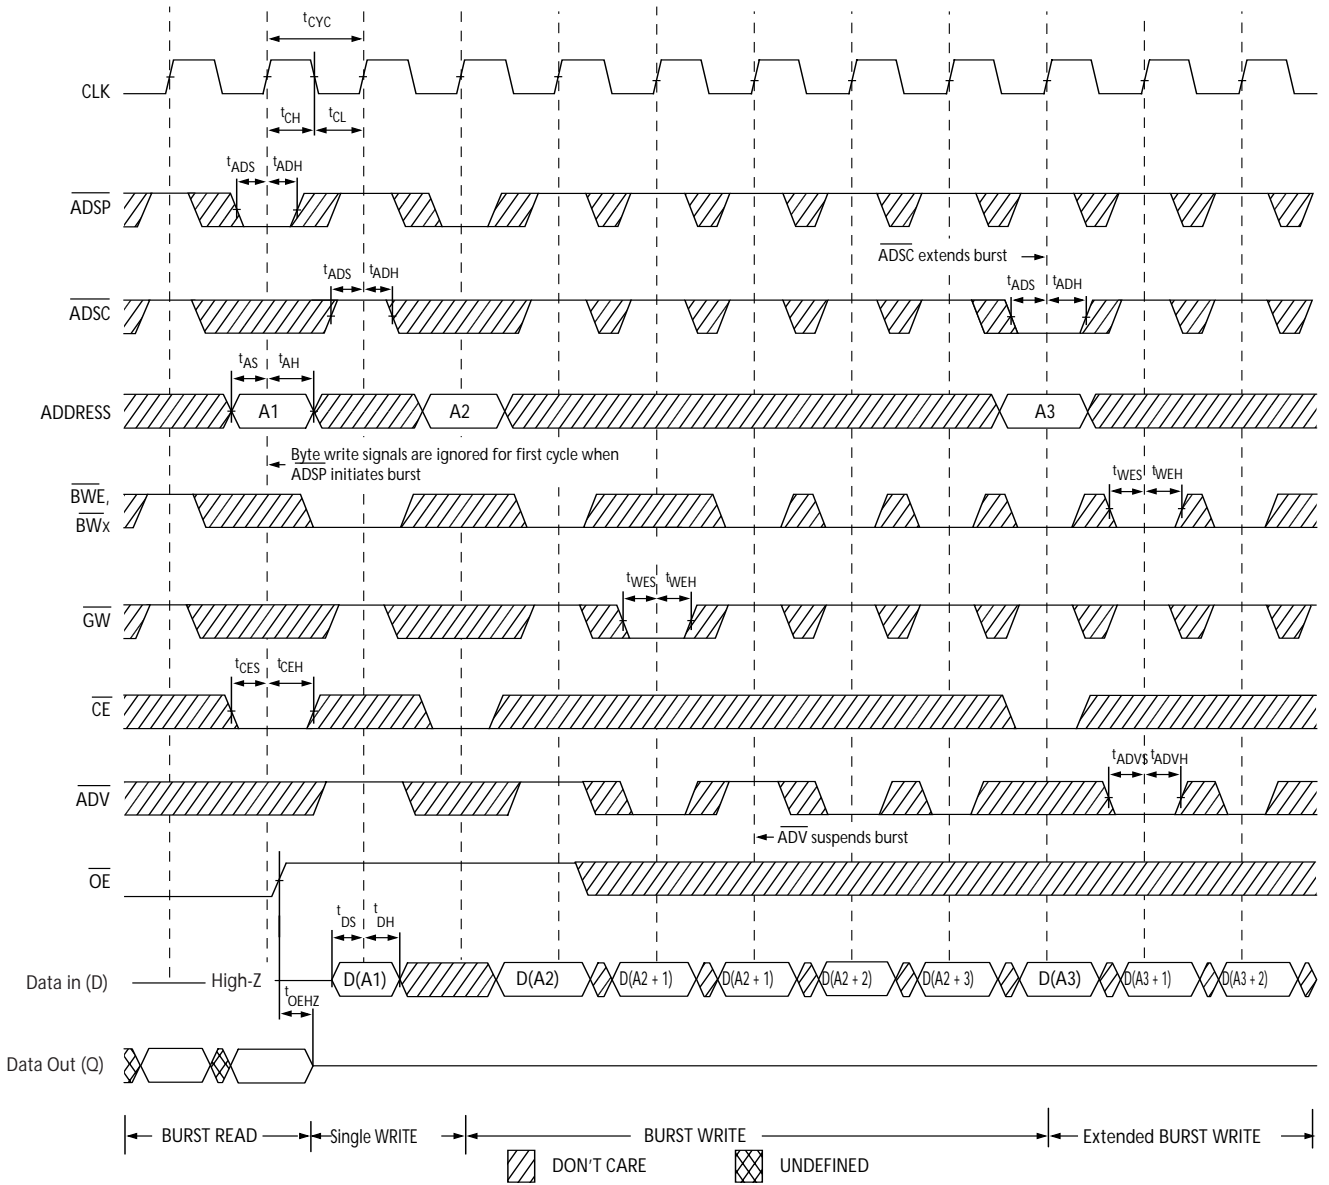 tCYC
CLK
tCH
tCL
tADS
tADH
ADSP
ADSC extends burst
tADS
tADH
tADS
tADH
ADSC
tAS
tAH
ADDRESS
A1
A2
A3
Byte write signals are ignored for first cycle when
ADSP initiates burst
tWES
tWEH
BWE,
BWx
tWES
tWEH
GW
tCES
tCEH
CE
tADVS
tADVH
ADV
ADV suspends burst
OE
tDS
tDH
Data in (D)
High-Z
D(A1)
D(A2)
D(A2 + 1)
D(A2 + 1)
D(A2 + 2)
D(A2 + 3)
D(A3)
D(A3 + 1)
D(A3 + 2)
tOEHZ
Data Out (Q)
BURST READ
Single WRITE
BURST WRITE
Extended BURST WRITE
DON'T CARE
UNDEFINED